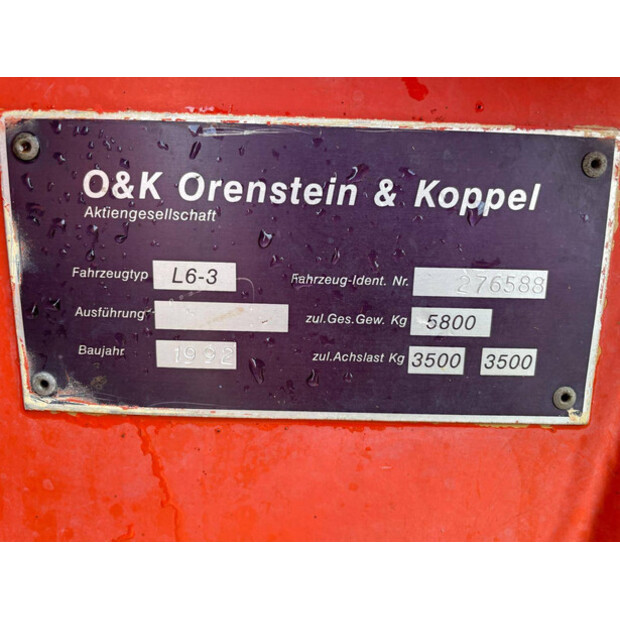 O&K Orenstein & Koppel
Aktiengesellschaft
Fahrzeugtyp L6-3 Fahrzeug-Ident. Nr. 276588
Ausführung zul.Ges.Gew. Kg 5800
Baujahr 1992 zul.Achslast Kg 3500 3500